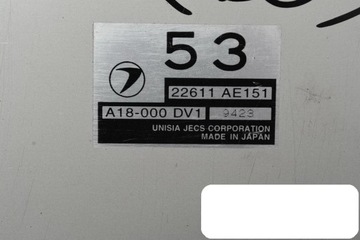 53
22611 AE151
A18-000 DV1 9423
UNISIA JECS CORPORATION
MADE IN JAPAN